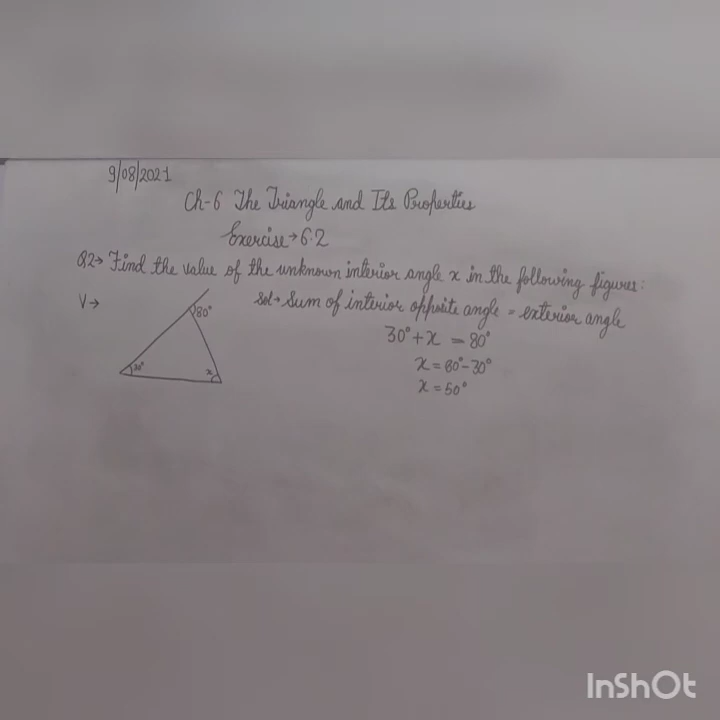 9/08/2021
Ch-6 The Triangle and Its Properties
Exercise→6.2
Q2→ Find the value of the unknown interior angle x in the following figures:
V→
80°
30°
x
Sol→ Sum of interior opposite angle = exterior angle
30°+x = 80°
x = 80°-30°
x = 50°
InShOt